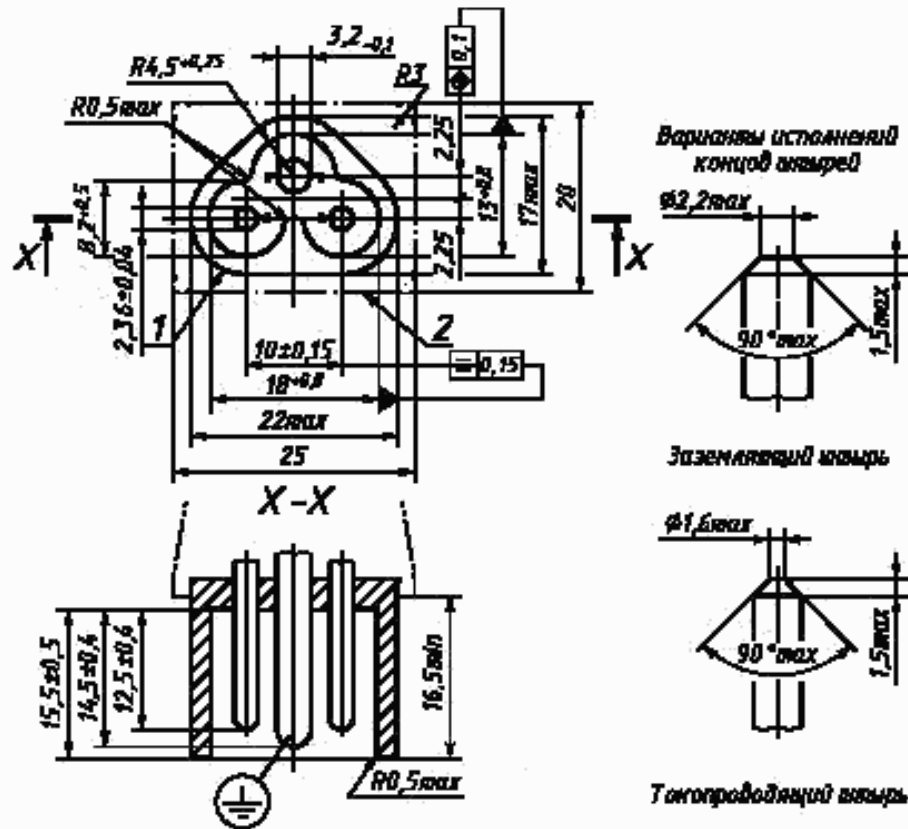 3,2₋₀,₁
0,1
R4,5⁺⁰,²⁵
R3
R0,5max
2,25
13⁺⁰,⁸
17max
20
8,2⁺⁰,⁵
2,36±0,04
2,25
X
X
1
2
10±0,15
0,15
18⁺⁰,⁸
22max
25
X-X
15,5±0,5
14,5±0,4
12,5±0,4
16,5min
R0,5max
Варианты исполнений
концов штырей
Ф2,2max
90°max
1,5max
Заземляющий штырь
Ф1,6max
90°max
1,5max
Токопроводящий штырь